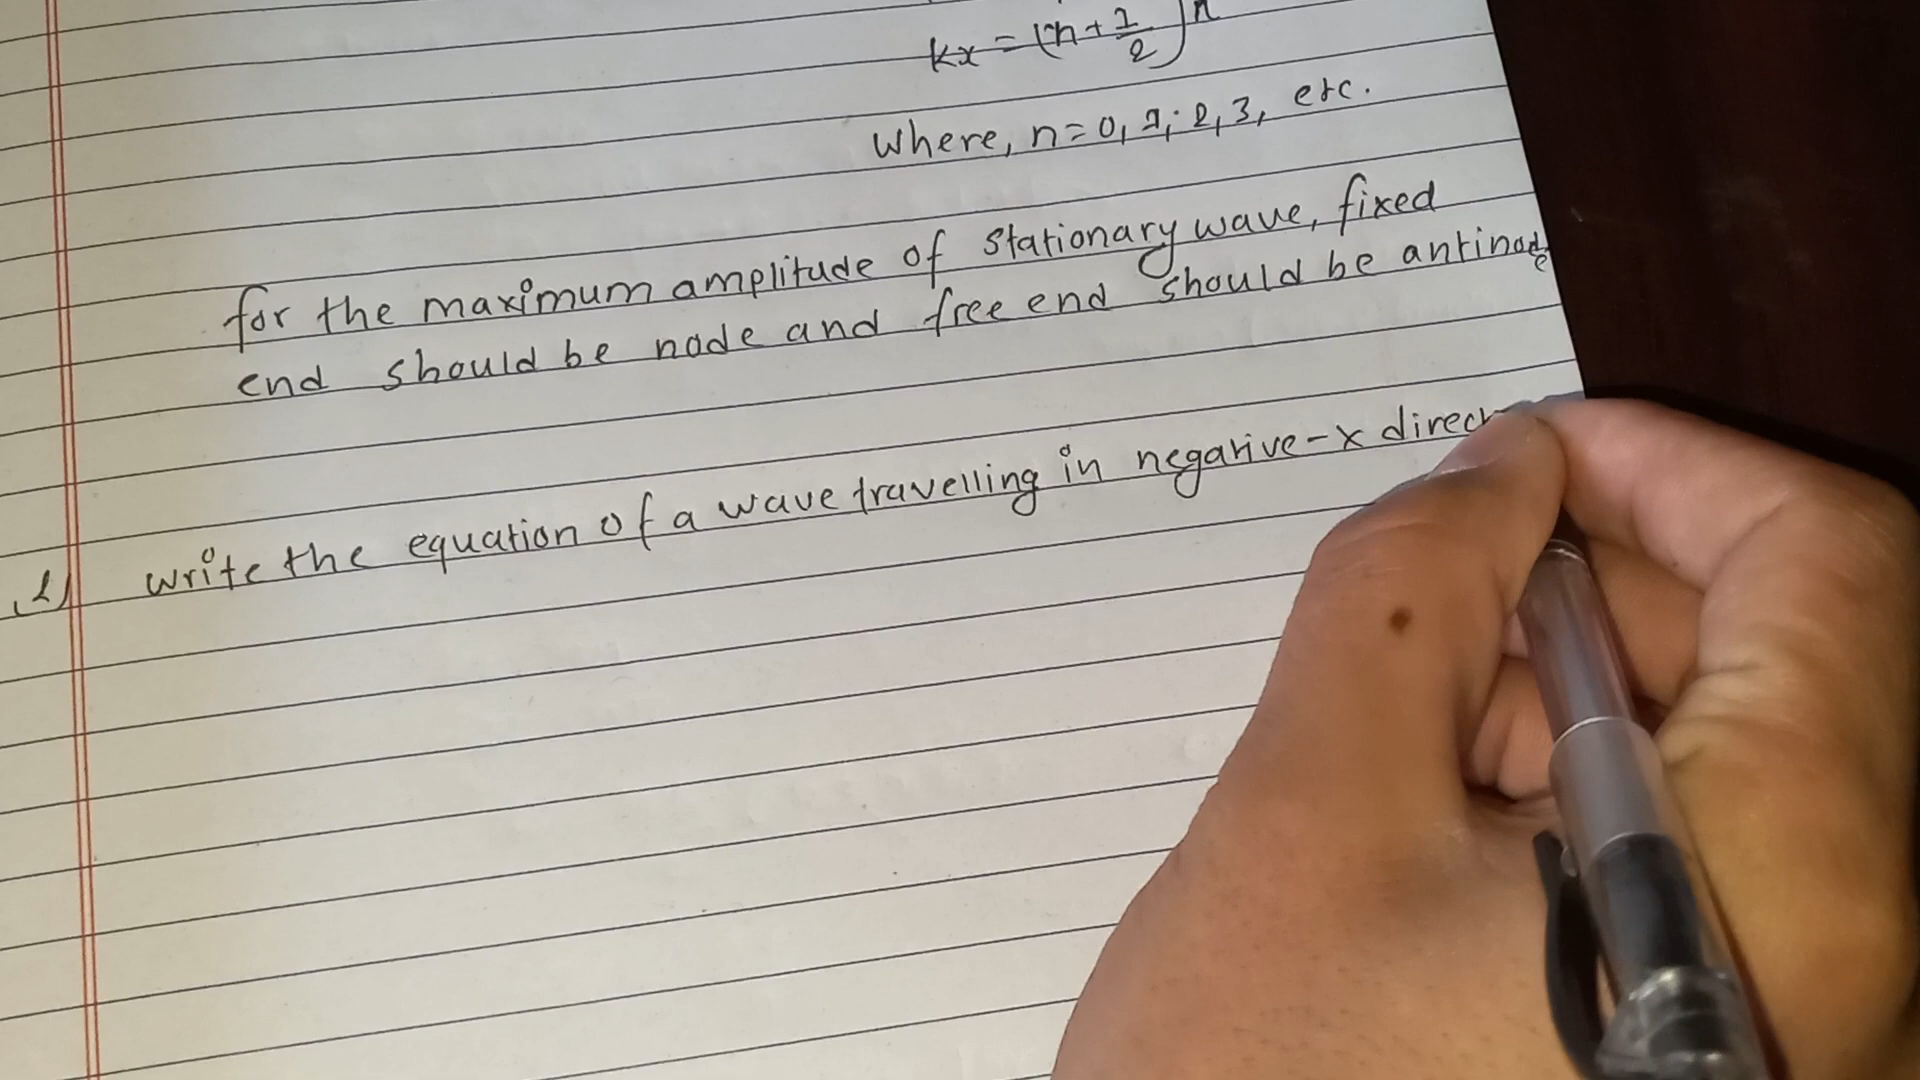 kx = (n + 1/2)π
Where, n = 0, 1, 2, 3, etc.
for the maximum amplitude of stationary wave, fixed
end should be node and free end should be antinode
write the equation of a wave travelling in negative-x direc